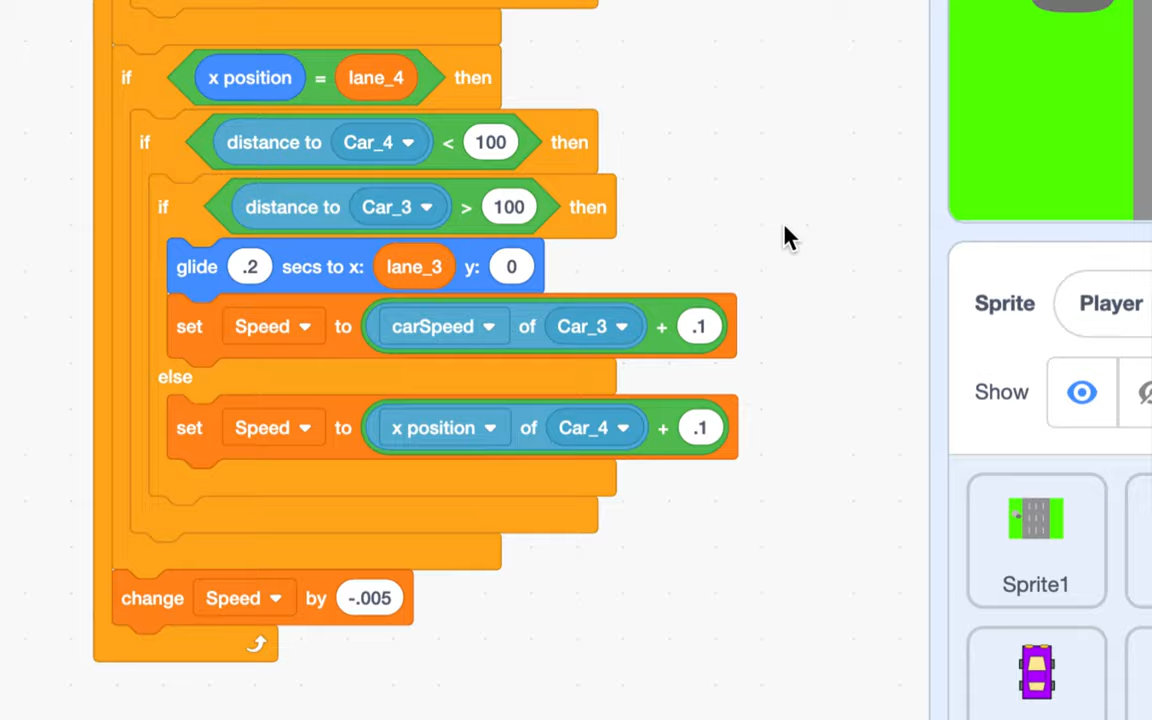 if x position = lane_4 then
if distance to Car_4 < 100 then
if distance to Car_3 > 100 then
glide .2 secs to x: lane_3 y: 0
set Speed to carSpeed of Car_3 + .1
else
set Speed to x position of Car_4 + .1
change Speed by -.005
Sprite Player
Show
Sprite1